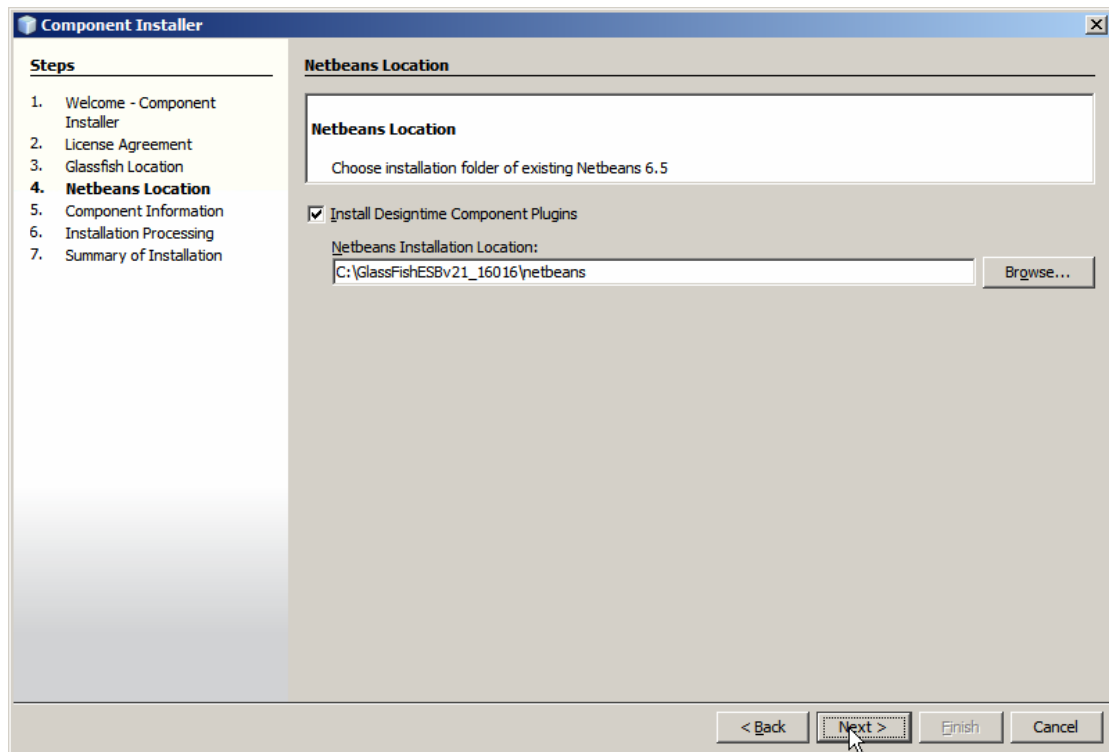 Component Installer
Steps
1. Welcome - Component
Installer
2. License Agreement
3. Glassfish Location
4. Netbeans Location
5. Component Information
6. Installation Processing
7. Summary of Installation
Netbeans Location
Netbeans Location
Choose installation folder of existing Netbeans 6.5
Install Designtime Component Plugins
Netbeans Installation Location:
C:\GlassFishESBv21_16016\netbeans
Browse...
< Back
Next >
Finish
Cancel